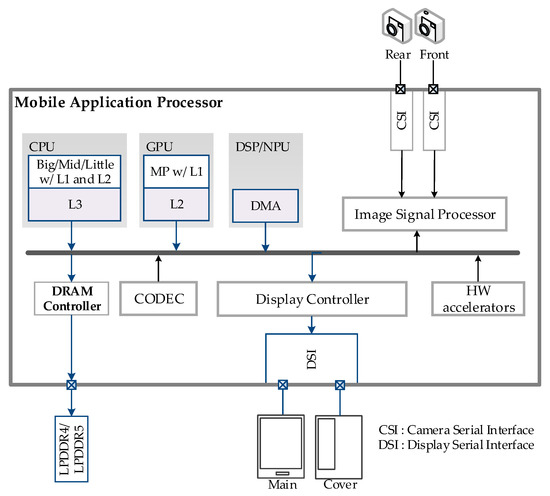 Rear Front
Mobile Application Processor
CSI
CSI
CPU
Big/Mid/Little
w/ L1 and L2
L3
GPU
MP w/ L1
L2
DSP/NPU
DMA
Image Signal Processor
DRAM
Controller
CODEC
Display Controller
HW
accelerators
DSI
LPDDR4/
LPDDR5
CSI : Camera Serial Interface
DSI : Display Serial Interface
Main
Cover